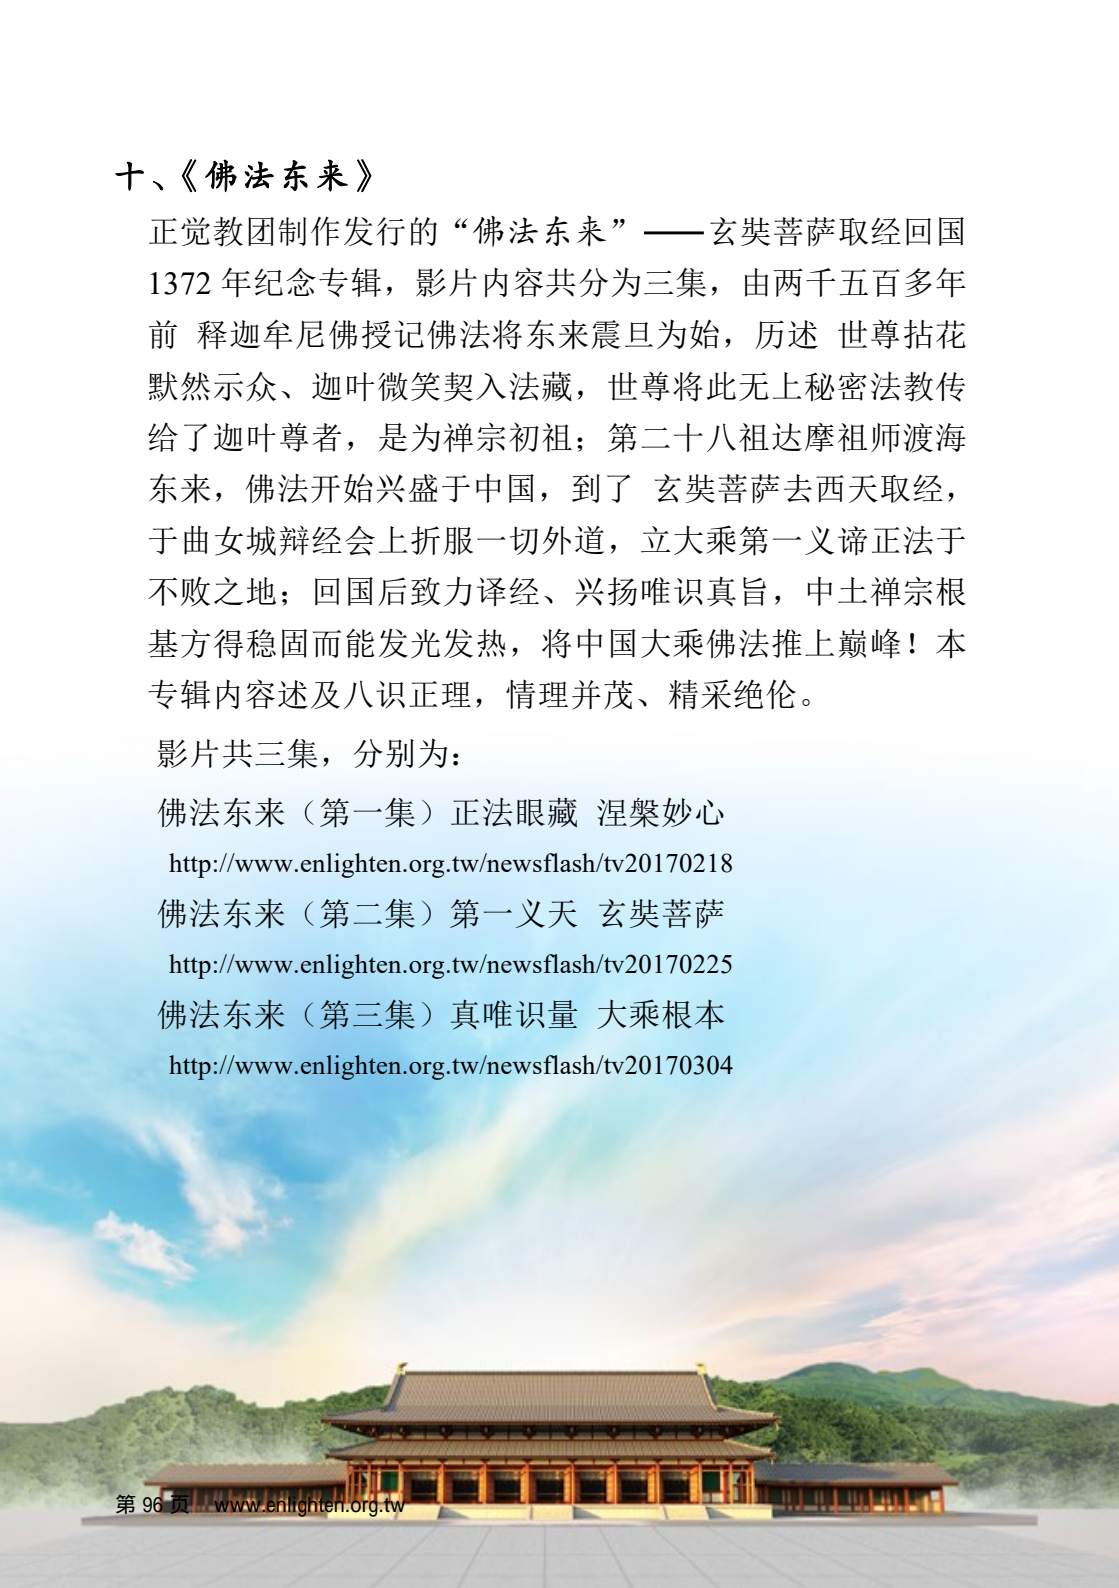 十、《佛法东来》
正觉教团制作发行的“佛法东来”——玄奘菩萨取经回国
1372 年纪念专辑，影片内容共分为三集，由两千五百多年
前 释迦牟尼佛授记佛法将东来震旦为始，历述 世尊拈花
默然示众、迦叶微笑契入法藏，世尊将此无上秘密法教传
给了迦叶尊者，是为禅宗初祖；第二十八祖达摩祖师渡海
东来，佛法开始兴盛于中国，到了 玄奘菩萨去西天取经，
于曲女城辩经会上折服一切外道，立大乘第一义谛正法于
不败之地；回国后致力译经、兴扬唯识真旨，中土禅宗根
基方得稳固而能发光发热，将中国大乘佛法推上巅峰！本
专辑内容述及八识正理，情理并茂、精采绝伦。
影片共三集，分别为：
佛法东来（第一集）正法眼藏 涅槃妙心
http://www.enlighten.org.tw/newsflash/tv20170218
佛法东来（第二集）第一义天 玄奘菩萨
http://www.enlighten.org.tw/newsflash/tv20170225
佛法东来（第三集）真唯识量 大乘根本
http://www.enlighten.org.tw/newsflash/tv20170304
第 96 页 www.enlighten.org.tw